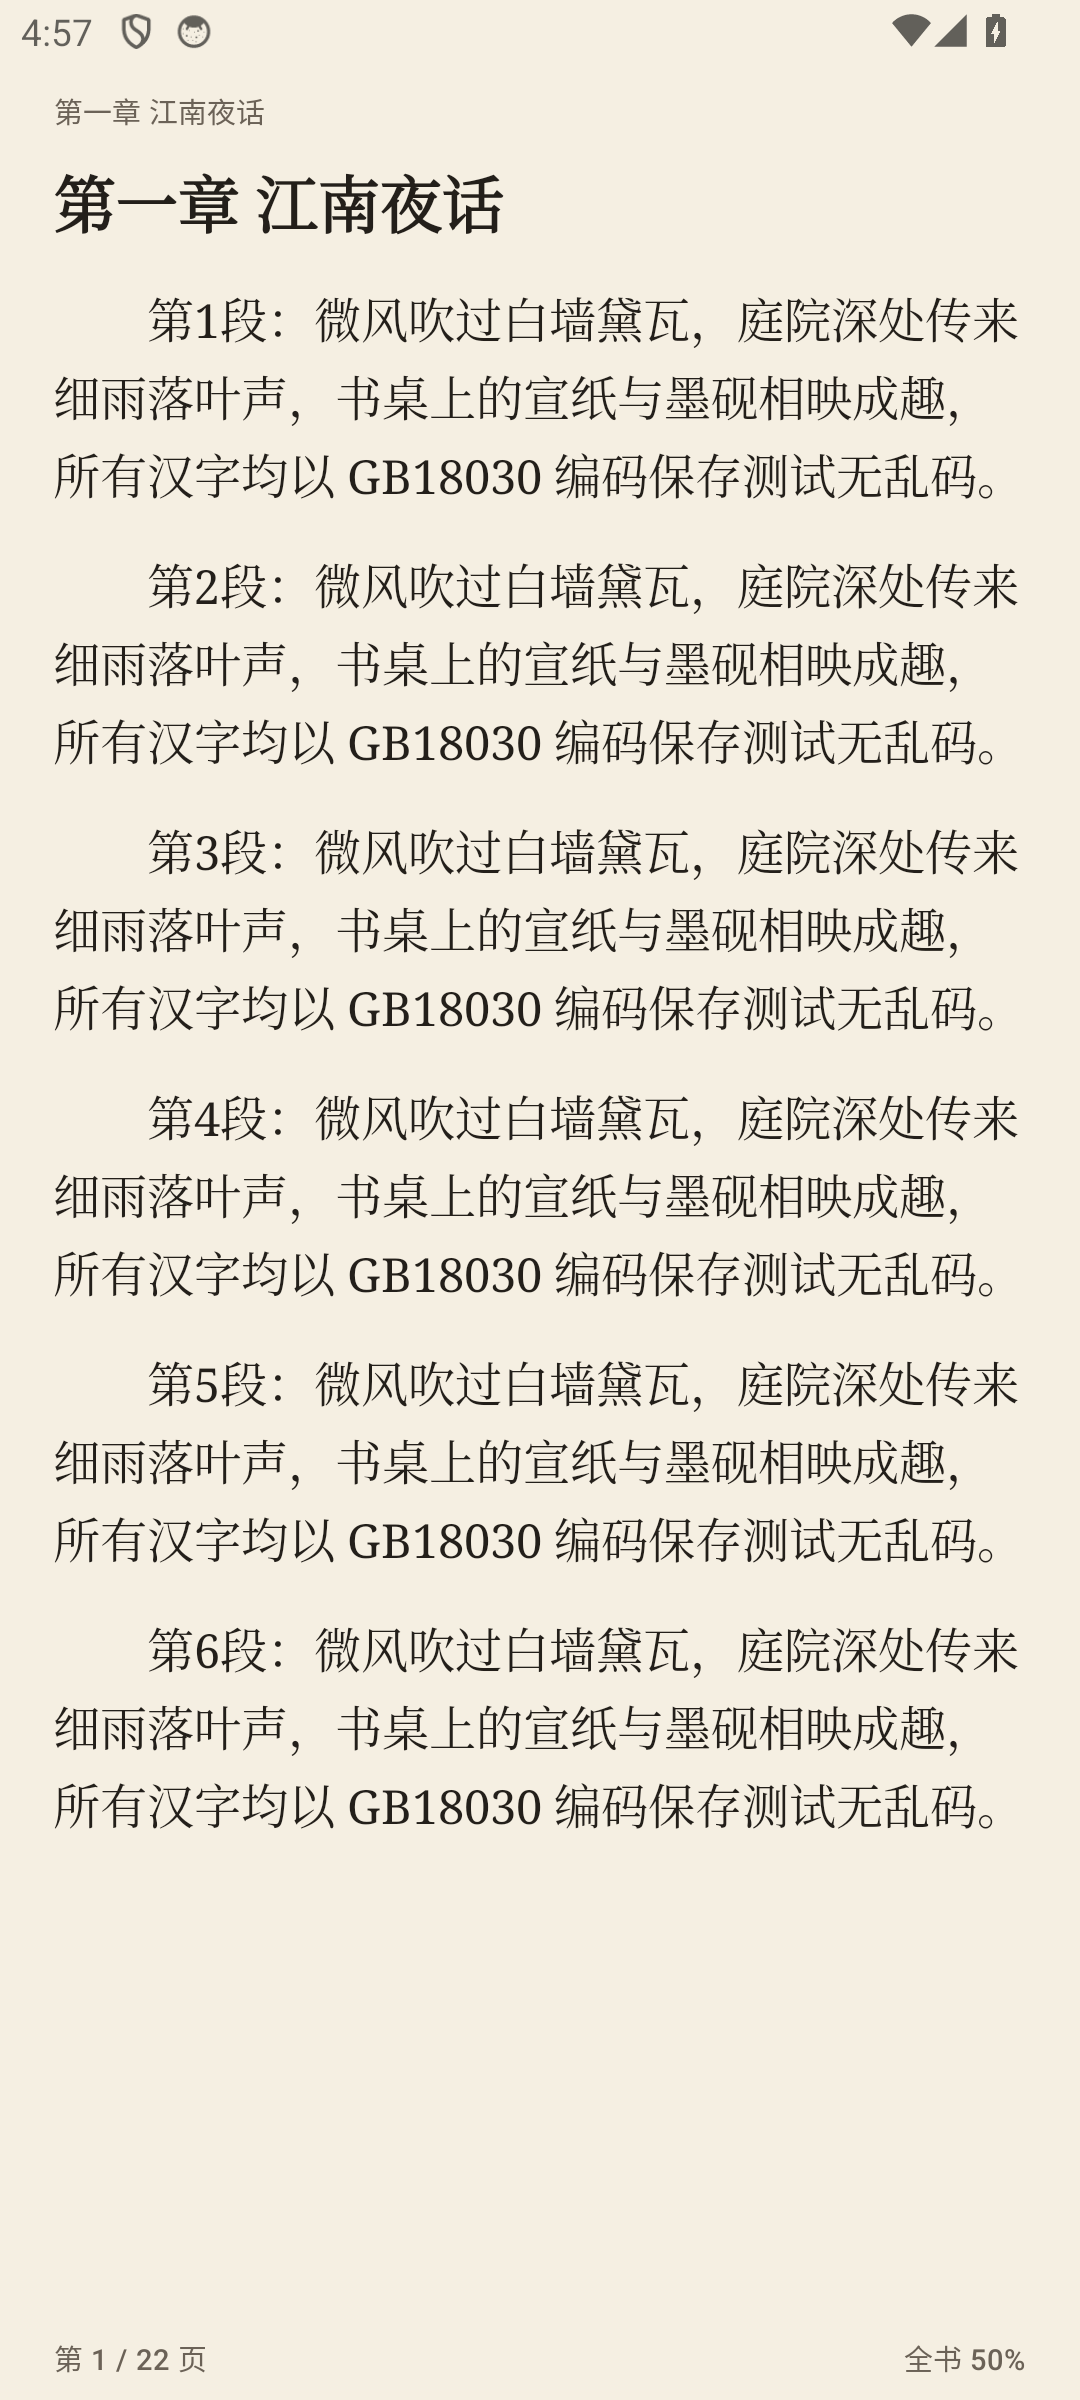 4:57
第一章 江南夜话
第一章 江南夜话
第1段：微风吹过白墙黛瓦，庭院深处传来
细雨落叶声，书桌上的宣纸与墨砚相映成趣，
所有汉字均以 GB18030 编码保存测试无乱码。
第2段：微风吹过白墙黛瓦，庭院深处传来
细雨落叶声，书桌上的宣纸与墨砚相映成趣，
所有汉字均以 GB18030 编码保存测试无乱码。
第3段：微风吹过白墙黛瓦，庭院深处传来
细雨落叶声，书桌上的宣纸与墨砚相映成趣，
所有汉字均以 GB18030 编码保存测试无乱码。
第4段：微风吹过白墙黛瓦，庭院深处传来
细雨落叶声，书桌上的宣纸与墨砚相映成趣，
所有汉字均以 GB18030 编码保存测试无乱码。
第5段：微风吹过白墙黛瓦，庭院深处传来
细雨落叶声，书桌上的宣纸与墨砚相映成趣，
所有汉字均以 GB18030 编码保存测试无乱码。
第6段：微风吹过白墙黛瓦，庭院深处传来
细雨落叶声，书桌上的宣纸与墨砚相映成趣，
所有汉字均以 GB18030 编码保存测试无乱码。
第 1 / 22 页
全书 50%